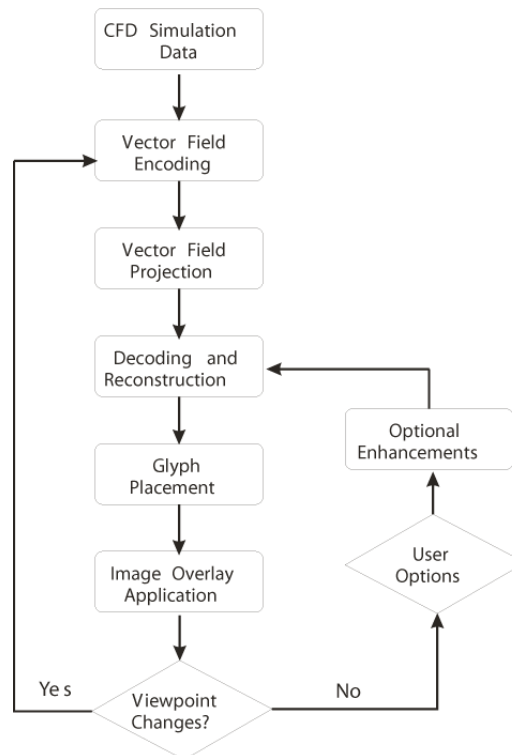 CFD Simulation
Data
Vector Field
Encoding
Vector Field
Projection
Decoding and
Reconstruction
Optional
Enhancements
Glyph
Placement
User
Options
Image Overlay
Application
Yes
No
Viewpoint
Changes?